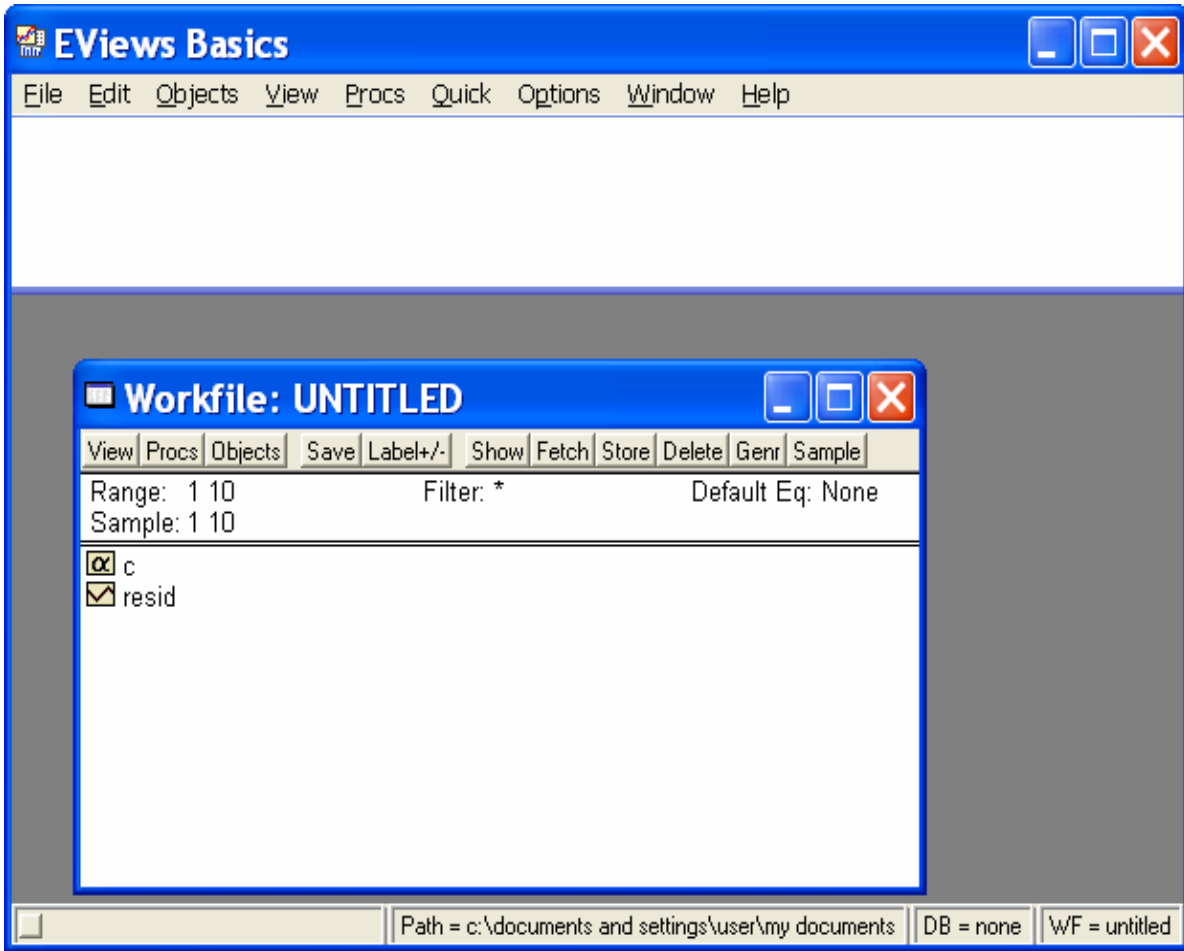 EViews Basics
File Edit Objects View Procs Quick Options Window Help
Workfile: UNTITLED
View Procs Objects Save Label+/- Show Fetch Store Delete Genr Sample
Range: 1 10 Filter: * Default Eq: None
Sample: 1 10
α c
resid
Path = c:\documents and settings\user\my documents DB = none WF = untitled